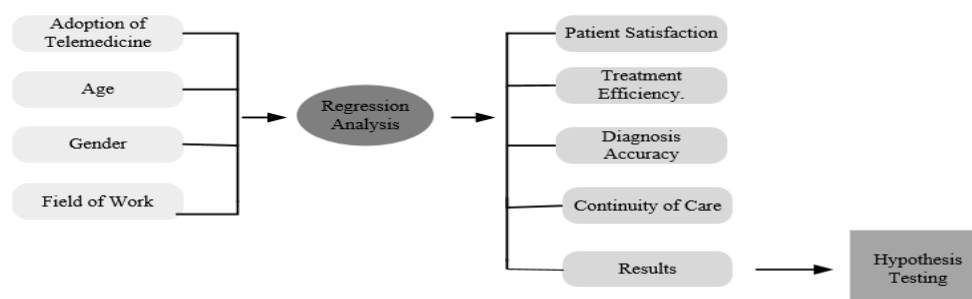 Adoption of
Telemedicine
Age
Gender
Field of Work
Regression
Analysis
Patient Satisfaction
Treatment
Efficiency.
Diagnosis
Accuracy
Continuity of Care
Results
Hypothesis
Testing